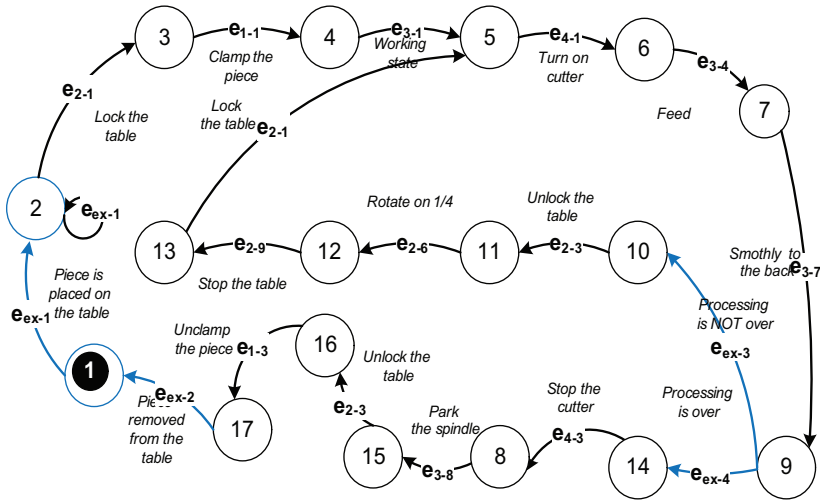 3
e1-1
Clamp the
piece
4
e3-1
Working
state
5
e4-1
Turn on
cutter
6
e3-4
Feed
7
e2-1
Lock the
table
Lock
the table
e2-1
2
eex-1
13
e2-9
Stop the table
12
Rotate on 1/4
e2-6
11
Unlock the
table
e2-3
10
Smothly to
the back
e3-7
Piece is
placed on
the table
eex-1
Processing
is NOT over
eex-3
Unclamp
the piece
e1-3
16
Unlock the
table
1
eex-2
Piece
removed
from the
table
17
e2-3
15
Park
the spindle
e3-8
8
Stop the
cutter
e4-3
14
Processing
is over
eex-4
9